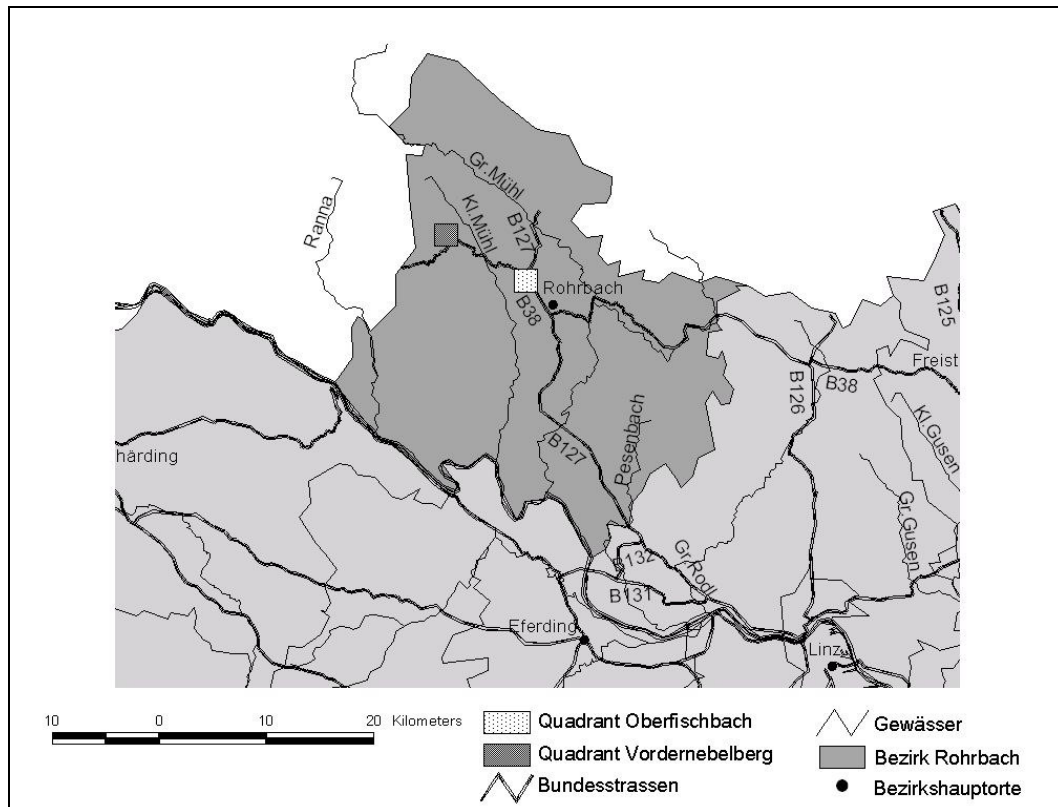 Gr.Mühl
Kl.Mühl
B127
Ranna
Rohrbach
B38
B125
Freist
B38
B126
Kl.Gusen
härding
B127
Pesenbach
Gr.Gusen
B132
Gr.Rodl
B131
Eferding
Linz
10 0 10 20 Kilometers
Quadrant Oberfischbach
Quadrant Vordernebelberg
Bundesstrassen
Gewässer
Bezirk Rohrbach
Bezirkshauptorte